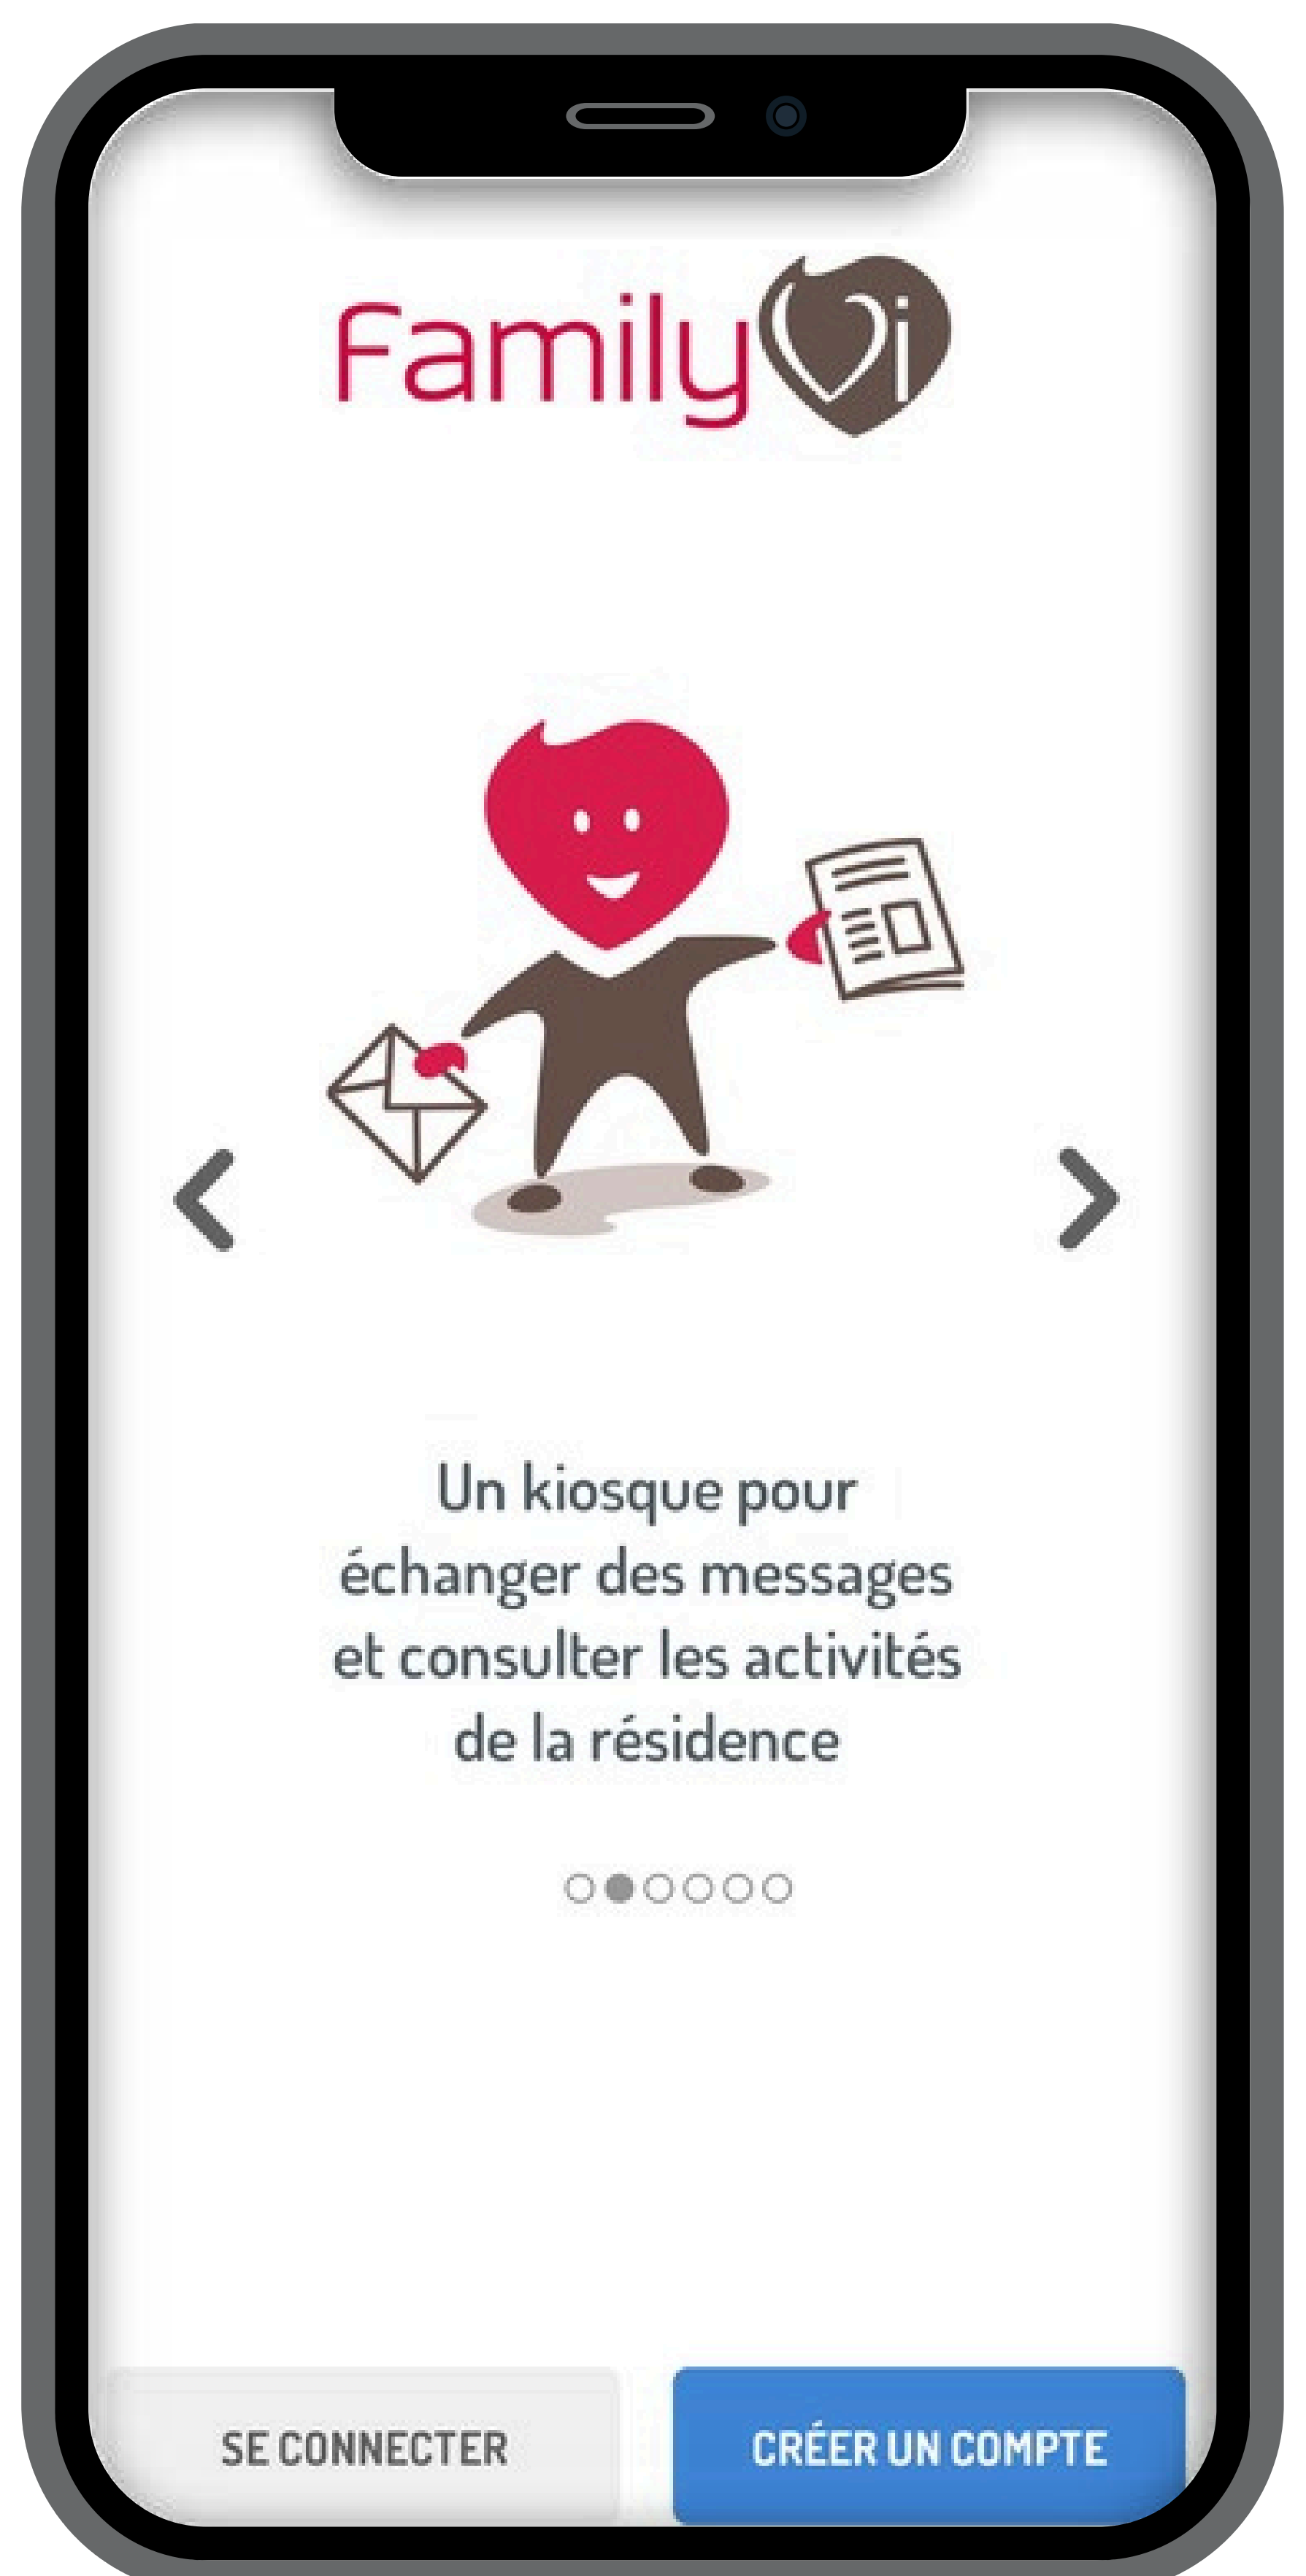 FamilyVi
Un kiosque pour
échanger des messages
et consulter les activités
de la résidence
SE CONNECTER
CRÉER UN COMPTE